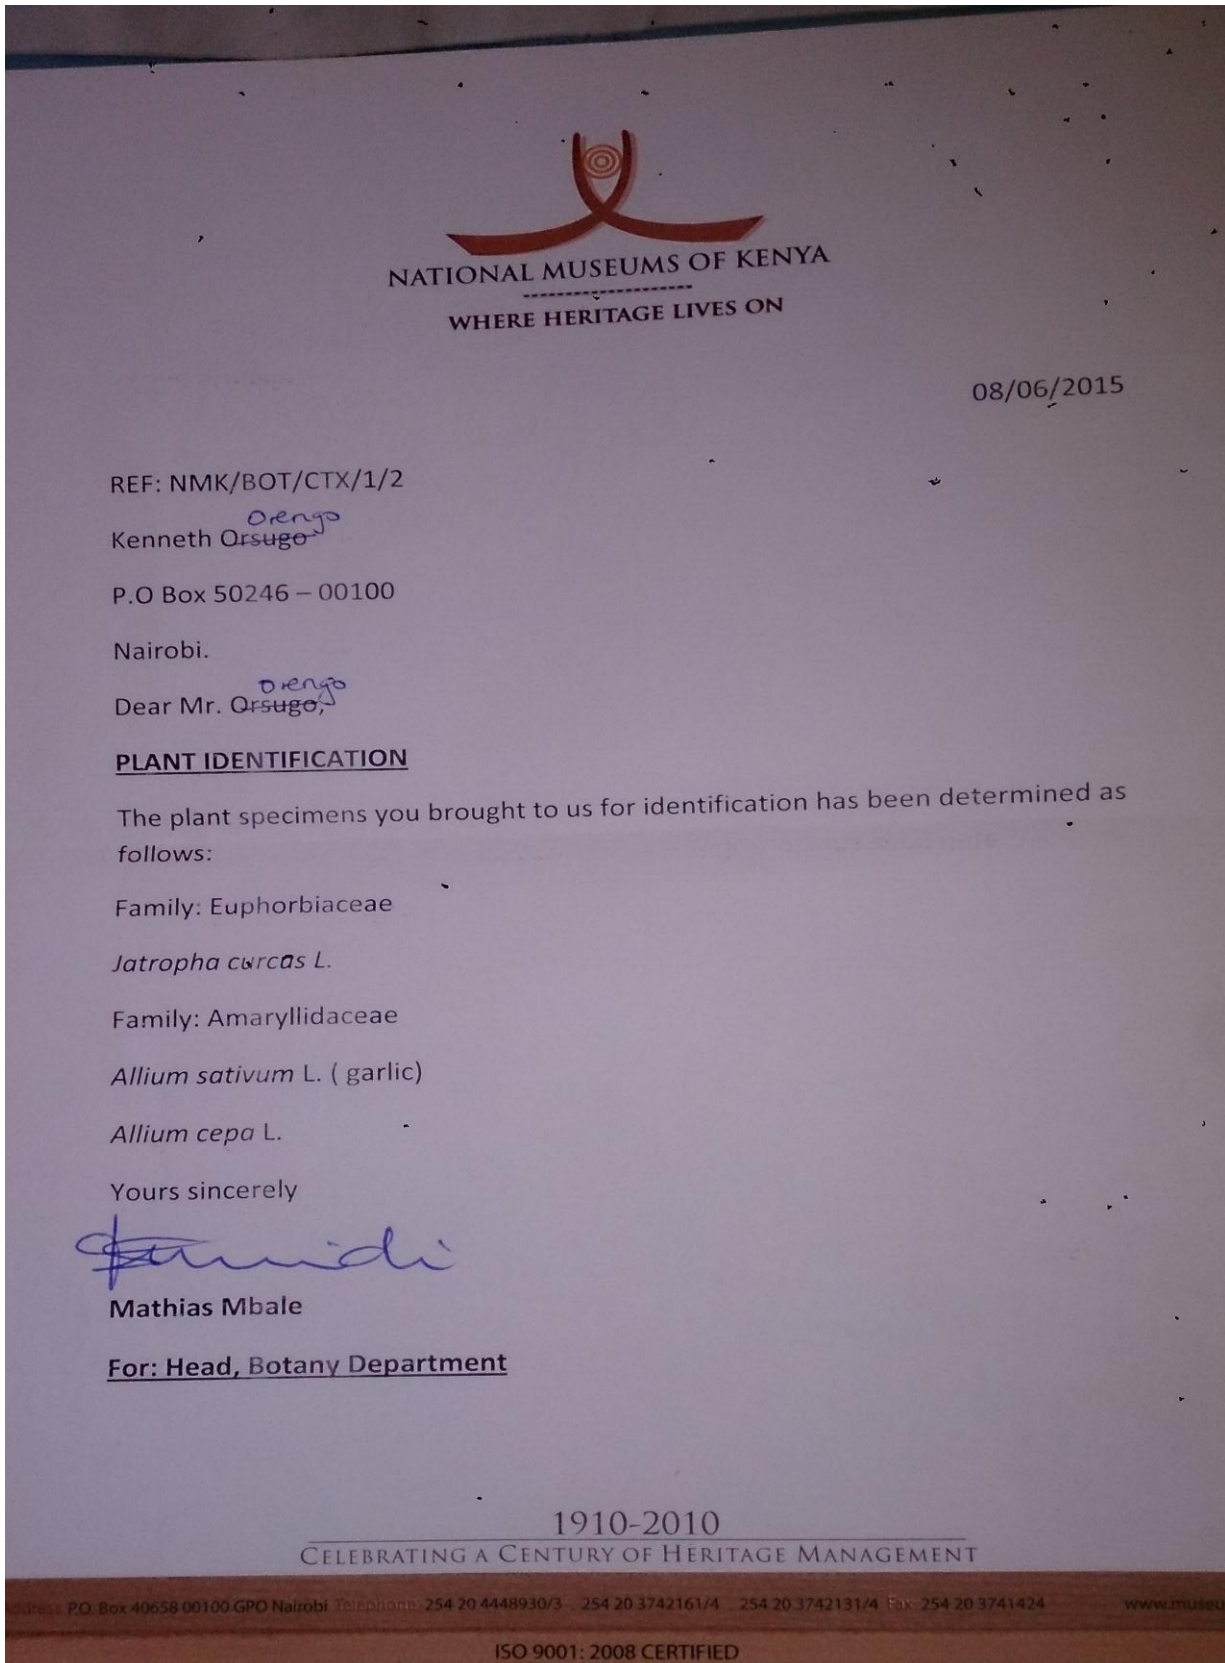 NATIONAL MUSEUMS OF KENYA
WHERE HERITAGE LIVES ON
08/06/2015
REF: NMK/BOT/CTX/1/2
Orengo
Kenneth Orsugo
P.O Box 50246 – 00100
Nairobi.
Orengo
Dear Mr. Orsugo,
PLANT IDENTIFICATION
The plant specimens you brought to us for identification has been determined as
follows:
Family: Euphorbiaceae
Jatropha curcas L.
Family: Amaryllidaceae
Allium sativum L. ( garlic)
Allium cepa L.
Yours sincerely
Mathias Mbale
For: Head, Botany Department
1910-2010
CELEBRATING A CENTURY OF HERITAGE MANAGEMENT
P.O. Box 40658 00100 GPO Nairobi Telephone: 254 20 4448930/3 . 254 20 3742161/4 . 254 20 3742131/4 Fax: 254 20 3741424
ISO 9001: 2008 CERTIFIED